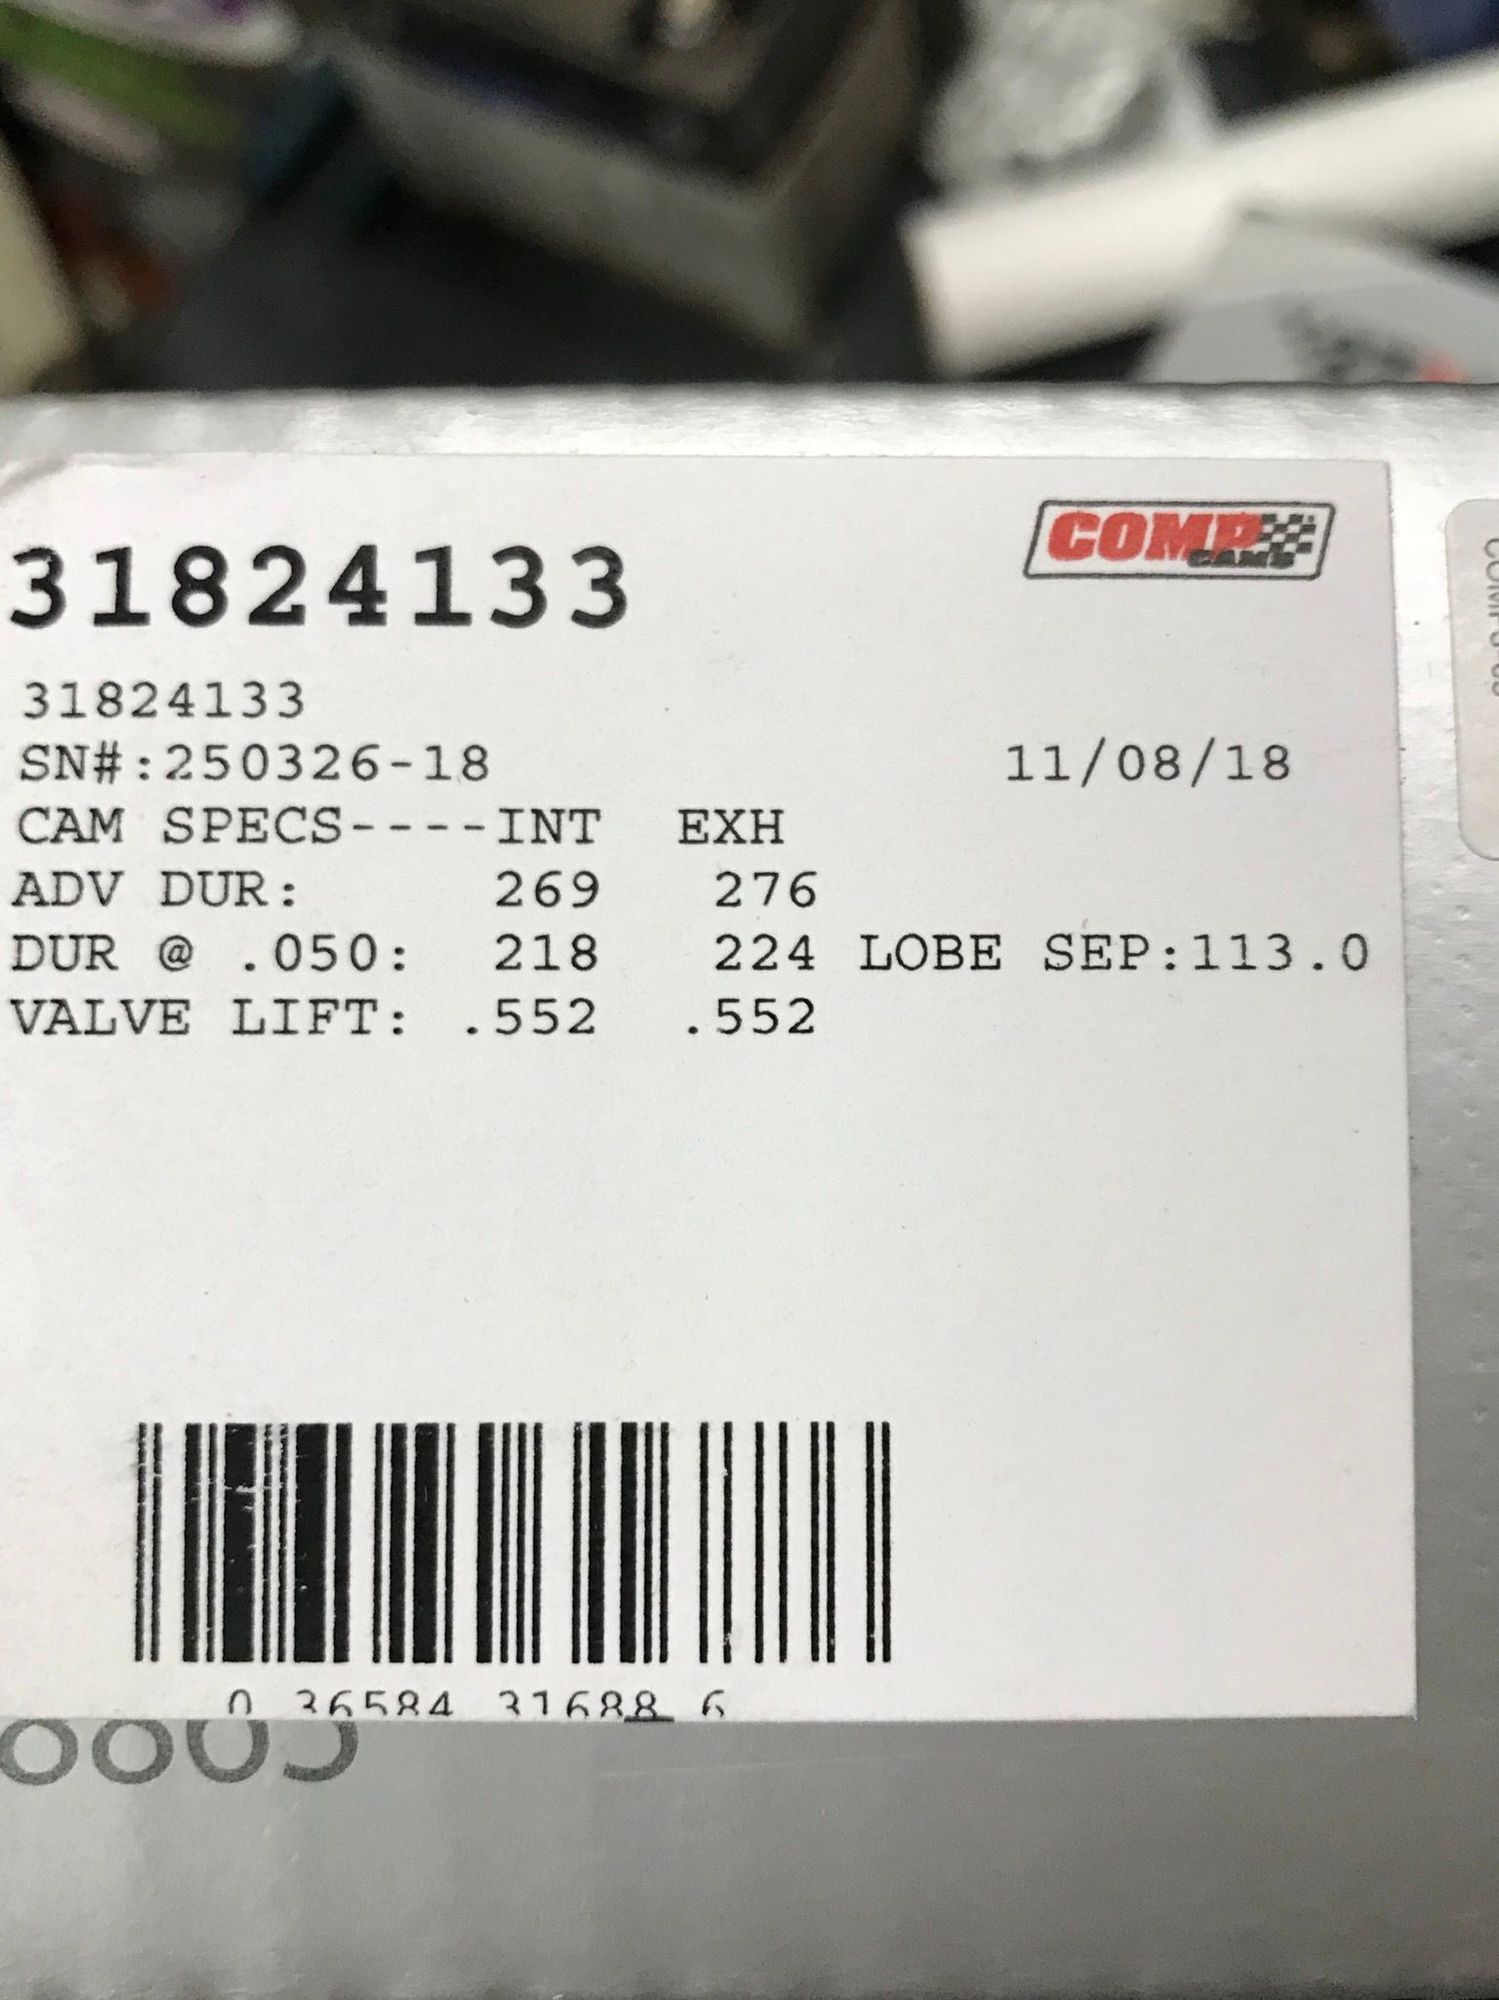 COMP
CAMS
31824133
31824133
SN#:250326-18 11/08/18
CAM SPECS----INT EXH
ADV DUR: 269 276
DUR @ .050: 218 224 LOBE SEP:113.0
VALVE LIFT: .552 .552
0 36584 31688 6